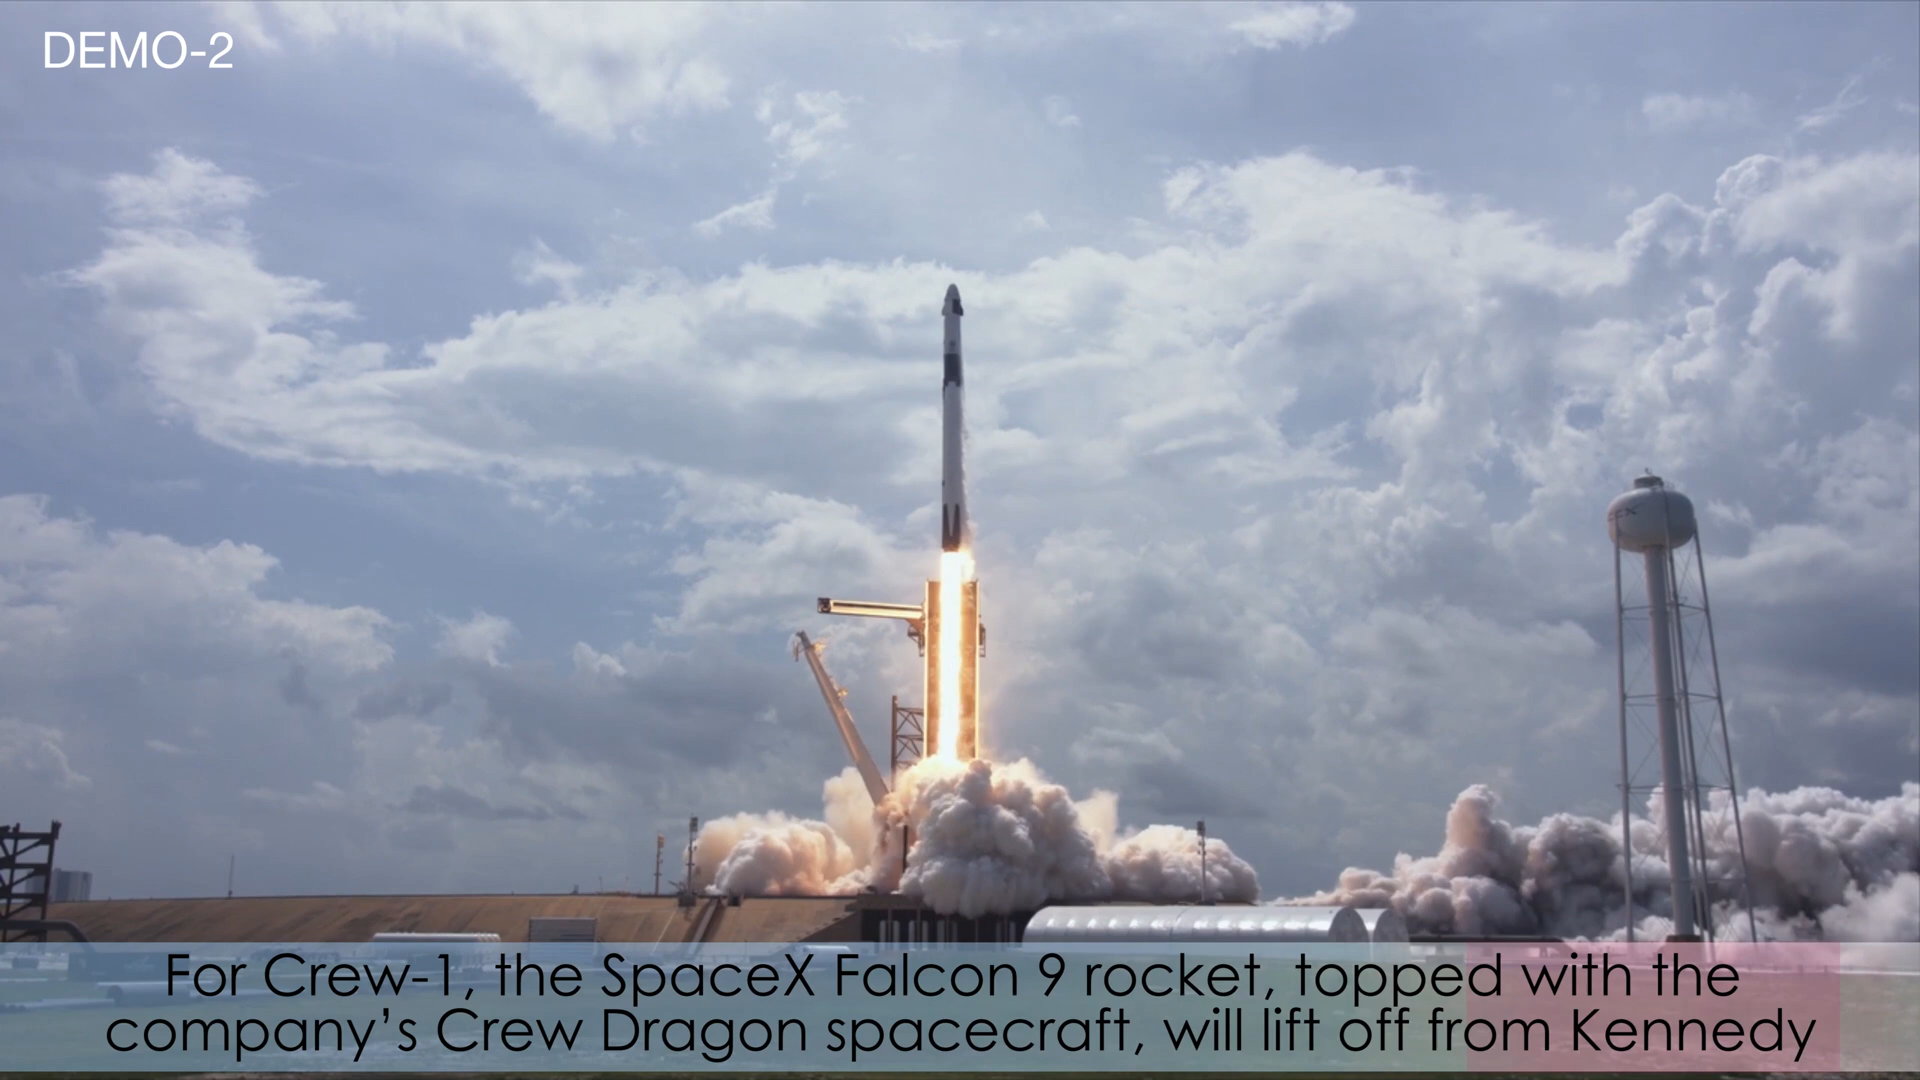 DEMO-2
For Crew-1, the SpaceX Falcon 9 rocket, topped with the
company’s Crew Dragon spacecraft, will lift off from Kennedy